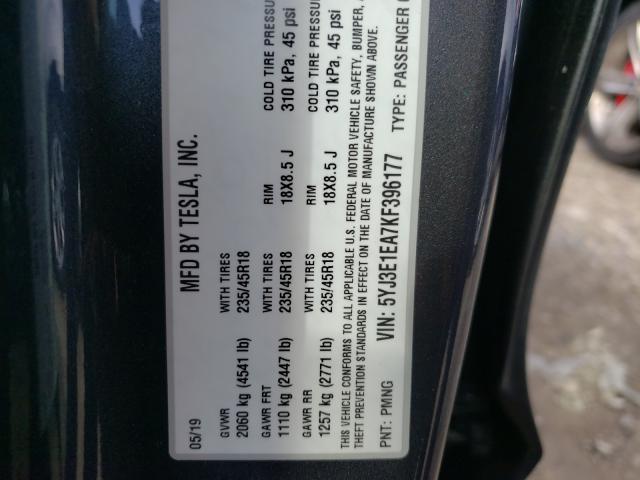 MFD BY TESLA, INC.
05/19
GVWR WITH TIRES RIM COLD TIRE PRESSURE
2060 kg (4541 lb) 235/45R18
GAWR FRT WITH TIRES RIM COLD TIRE PRESSU
1110 kg (2447 lb) 235/45R18 18X8.5 J 310 kPa, 45 psi
GAWR RR WITH TIRES RIM COLD TIRE PRESSU
1257 kg (2771 lb) 235/45R18 18X8.5 J 310 kPa, 45 psi
THIS VEHICLE CONFORMS TO ALL APPLICABLE U.S. FEDERAL MOTOR VEHICLE SAFETY, BUMPER,
THEFT PREVENTION STANDARDS IN EFFECT ON THE DATE OF MANUFACTURE SHOWN ABOVE.
PNT: PMNG VIN: 5YJ3E1EA7KF396177 TYPE: PASSENGER